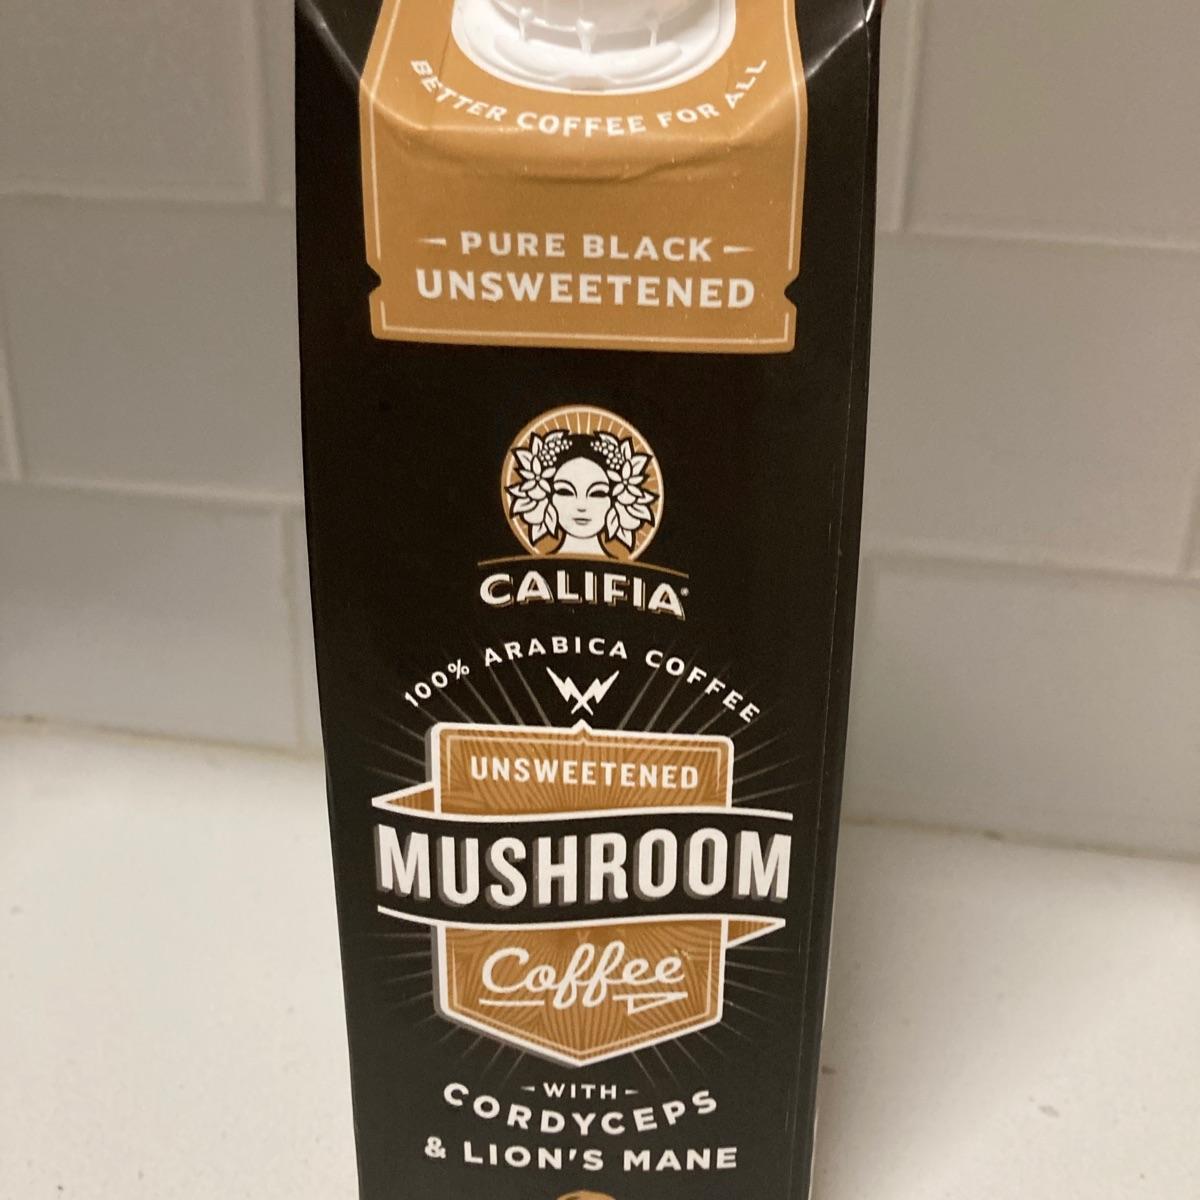 BETTER COFFEE FOR ALL
PURE BLACK
UNSWEETENED
CALIFIA®
100% ARABICA COFFEE
UNSWEETENED
MUSHROOM
Coffee
WITH
CORDYCEPS
& LION'S MANE